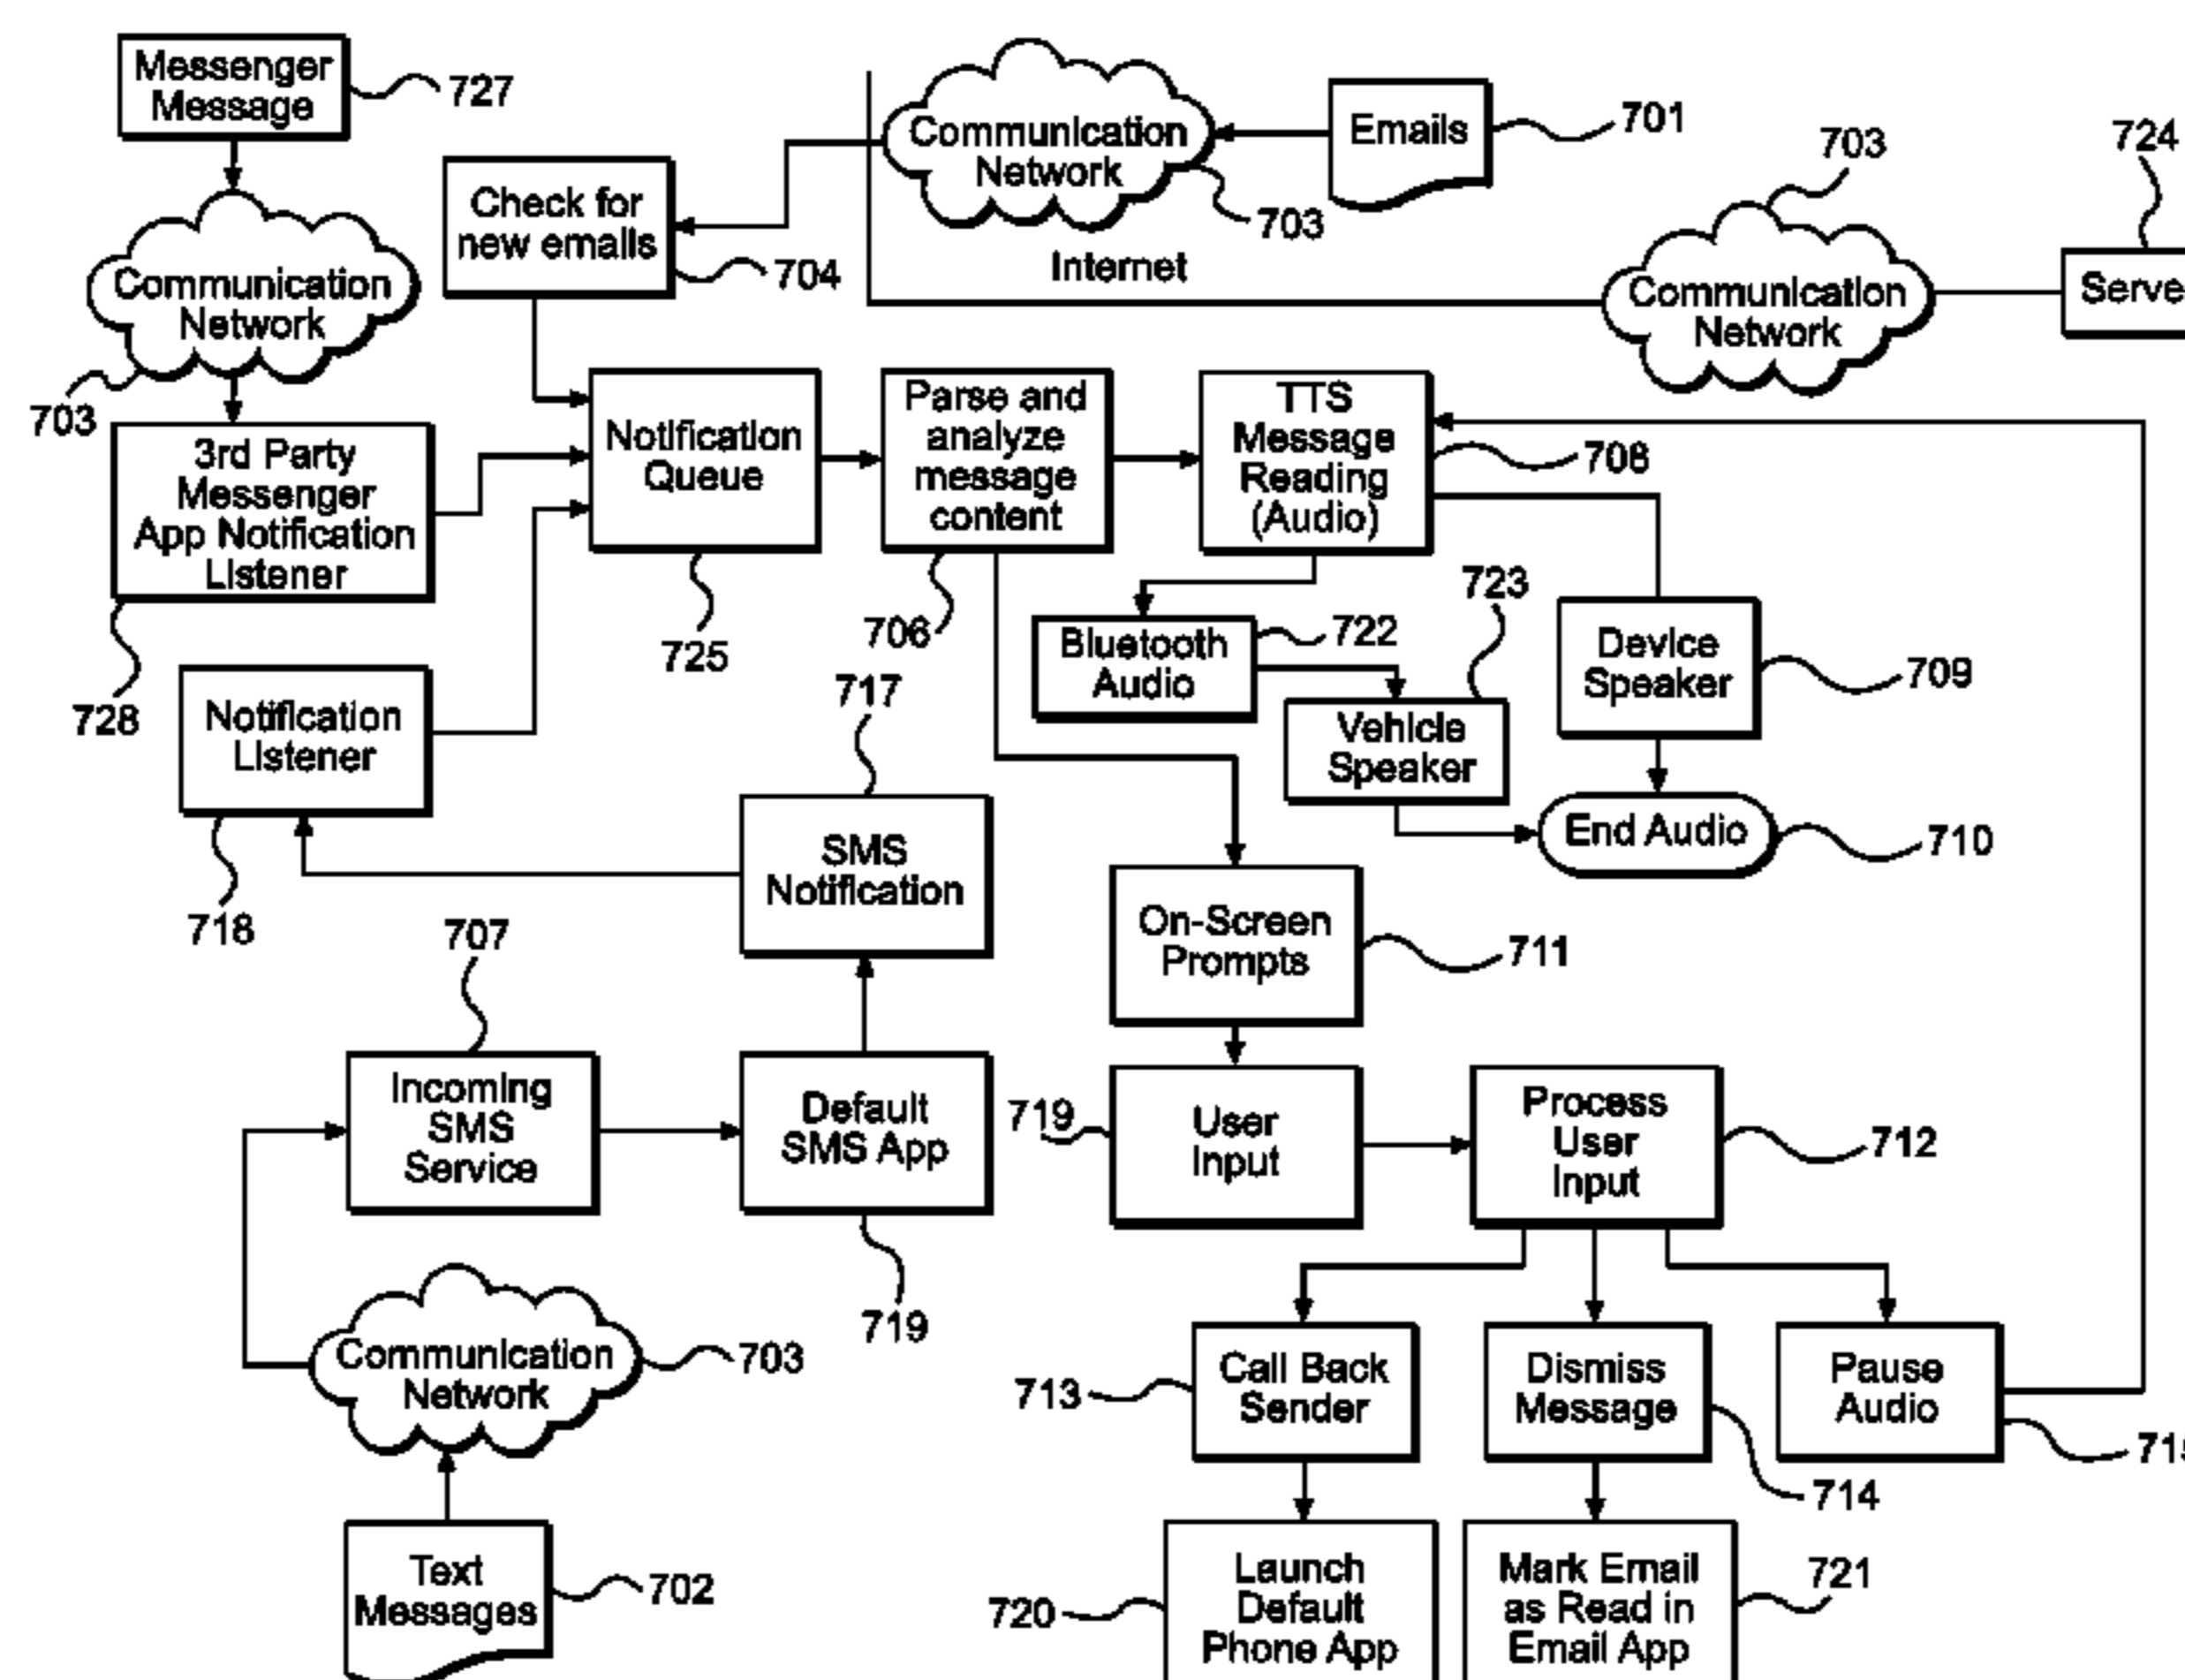 Messenger
Message
727
Communication
Network
703
3rd Party
Messenger
App Notification
Listener
728
Check for
new emails
704
Communication
Network
703
Emails
701
Internet
703
Communication
Network
724
Serve
Notification
Queue
725
Parse and
analyze
message
content
706
TTS
Message
Reading
(Audio)
708
Bluetooth
Audio
722
723
Vehicle
Speaker
Device
Speaker
709
End Audio
710
Notification
Listener
718
717
SMS
Notification
707
Incoming
SMS
Service
Default
SMS App
719
Communication
Network
703
Text
Messages
702
On-Screen
Prompts
711
719
User
Input
Process
User
Input
712
713
Call Back
Sender
Dismiss
Message
714
Pause
Audio
715
720
Launch
Default
Phone App
Mark Email
as Read in
Email App
721